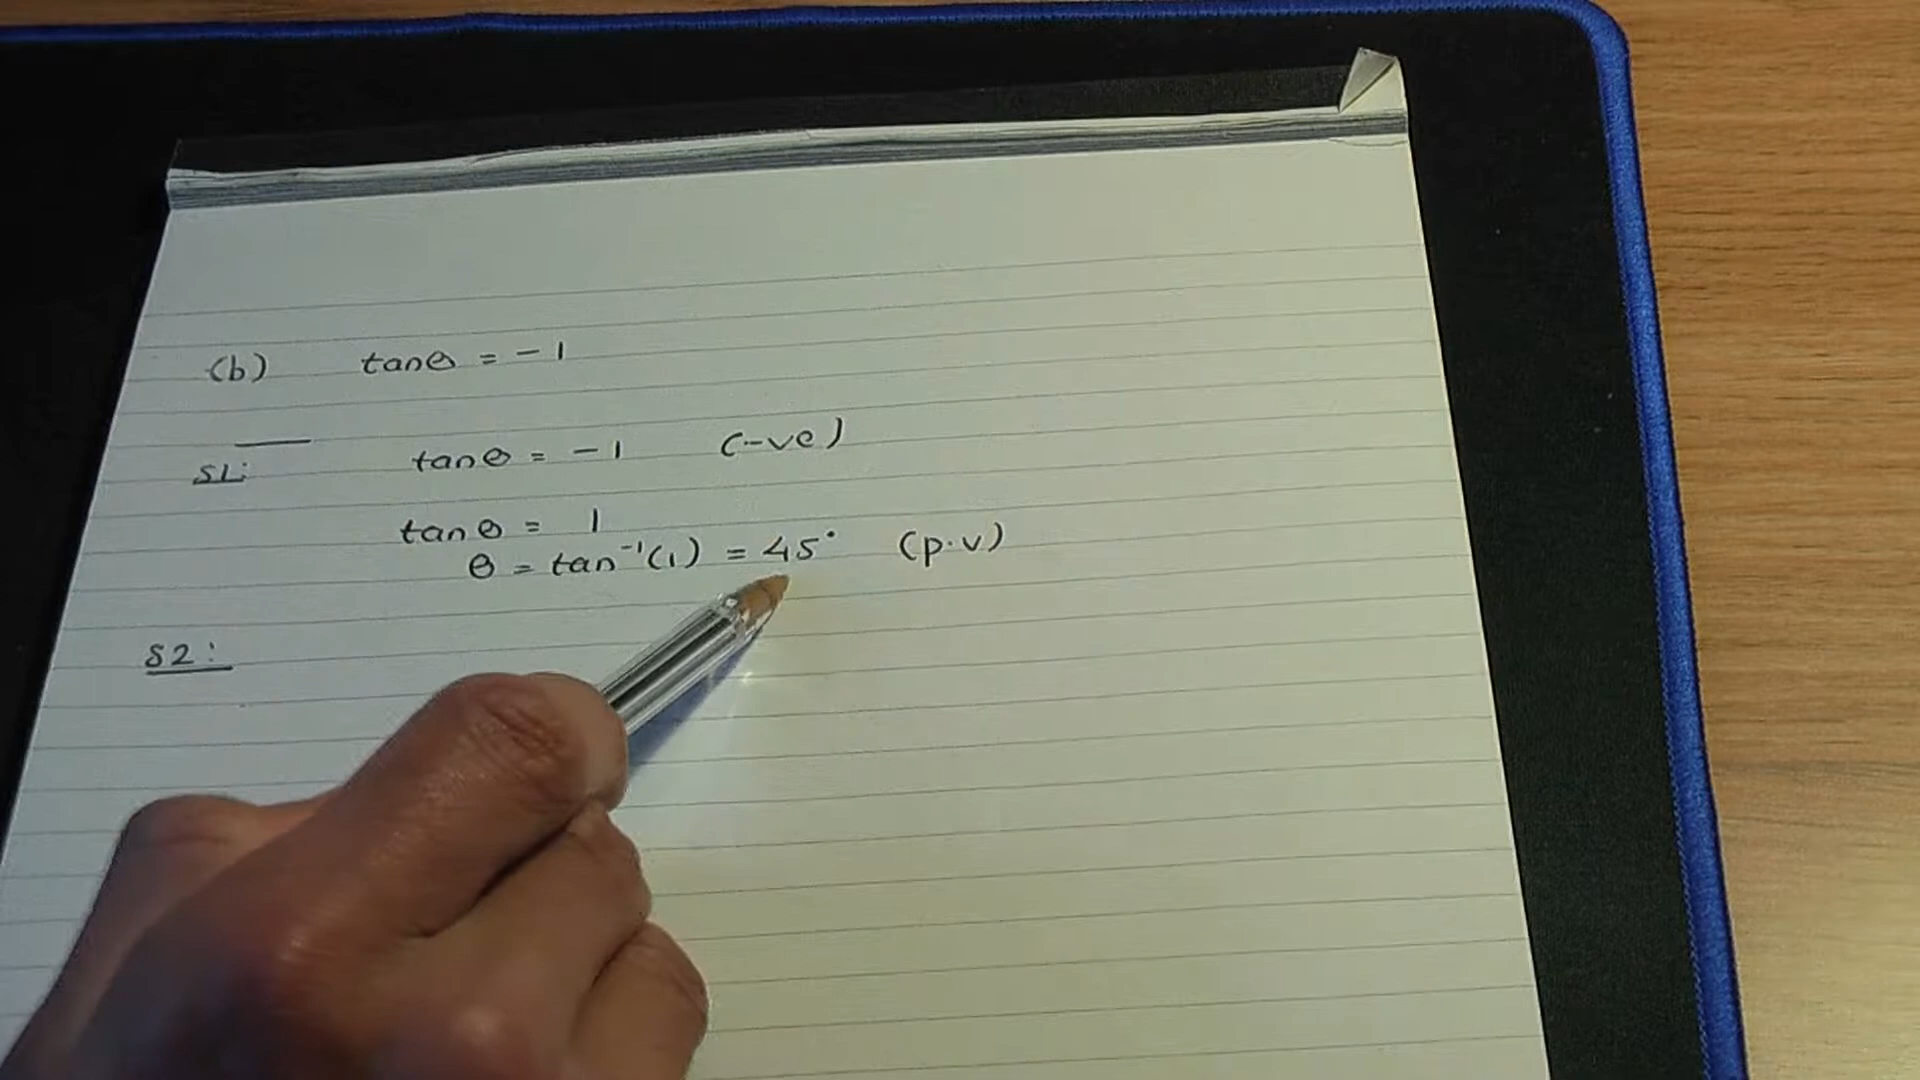 (b) tanθ = -1
S1: tanθ = -1 (-ve)
tanθ = 1
θ = tan⁻¹(1) = 45° (p.v)
S2: